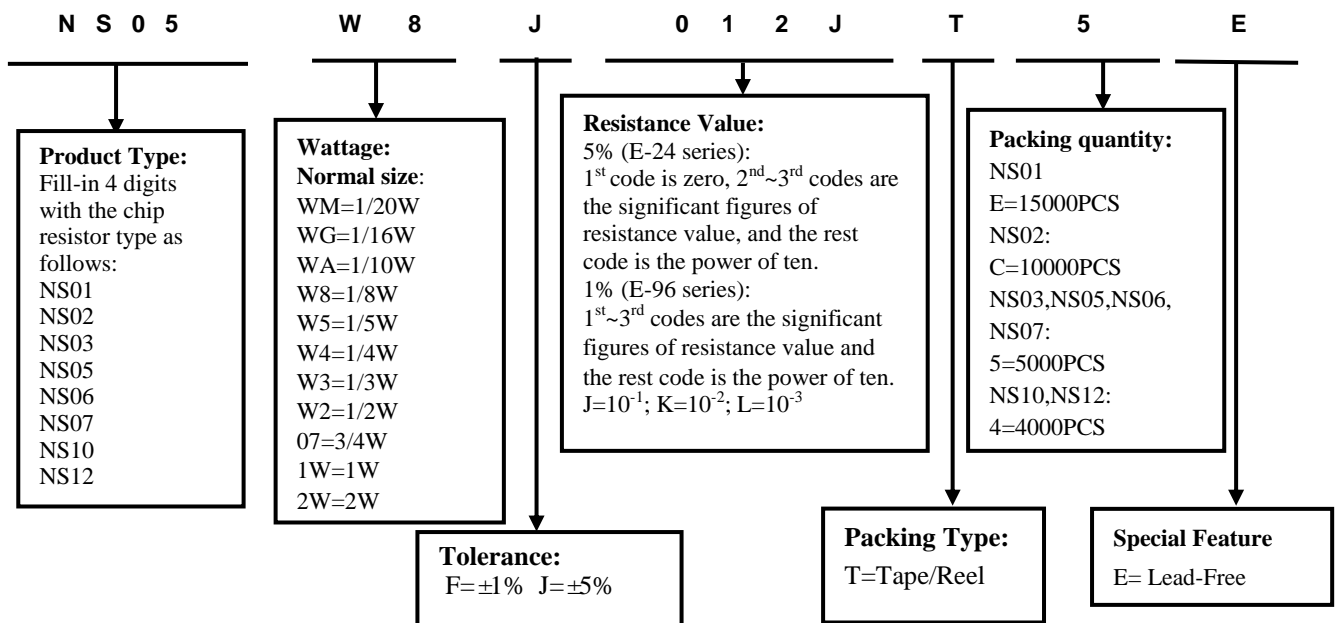 N S 0 5 W 8 J 0 1 2 J T 5 E
Product Type:
Fill-in 4 digits
with the chip
resistor type as
follows:
NS01
NS02
NS03
NS05
NS06
NS07
NS10
NS12
Wattage:
Normal size:
WM=1/20W
WG=1/16W
WA=1/10W
W8=1/8W
W5=1/5W
W4=1/4W
W3=1/3W
W2=1/2W
07=3/4W
1W=1W
2W=2W
Resistance Value:
5% (E-24 series):
1st code is zero, 2nd~3rd codes are
the significant figures of
resistance value, and the rest
code is the power of ten.
1% (E-96 series):
1st~3rd codes are the significant
figures of resistance value and
the rest code is the power of ten.
J=10-1; K=10-2; L=10-3
Packing quantity:
NS01
E=15000PCS
NS02:
C=10000PCS
NS03,NS05,NS06,
NS07:
5=5000PCS
NS10,NS12:
4=4000PCS
Tolerance:
F=±1% J=±5%
Packing Type:
T=Tape/Reel
Special Feature
E= Lead-Free